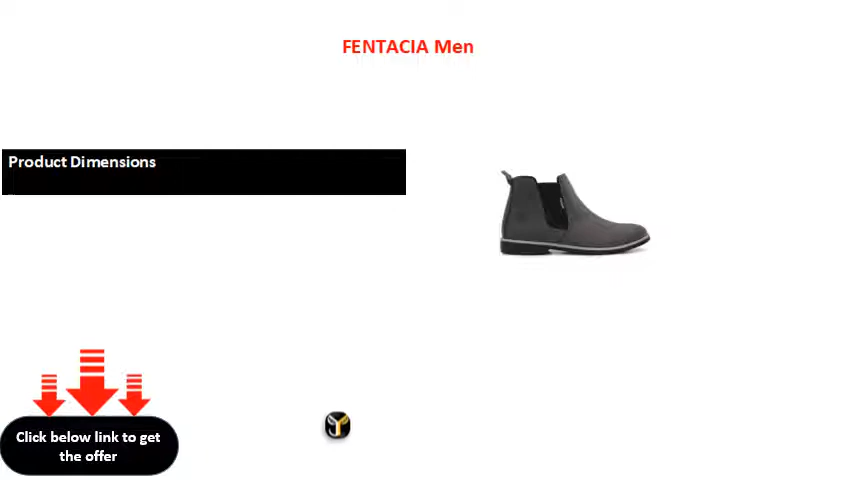 FENTACIA Men
Product Dimensions
Click below link to get
the offer